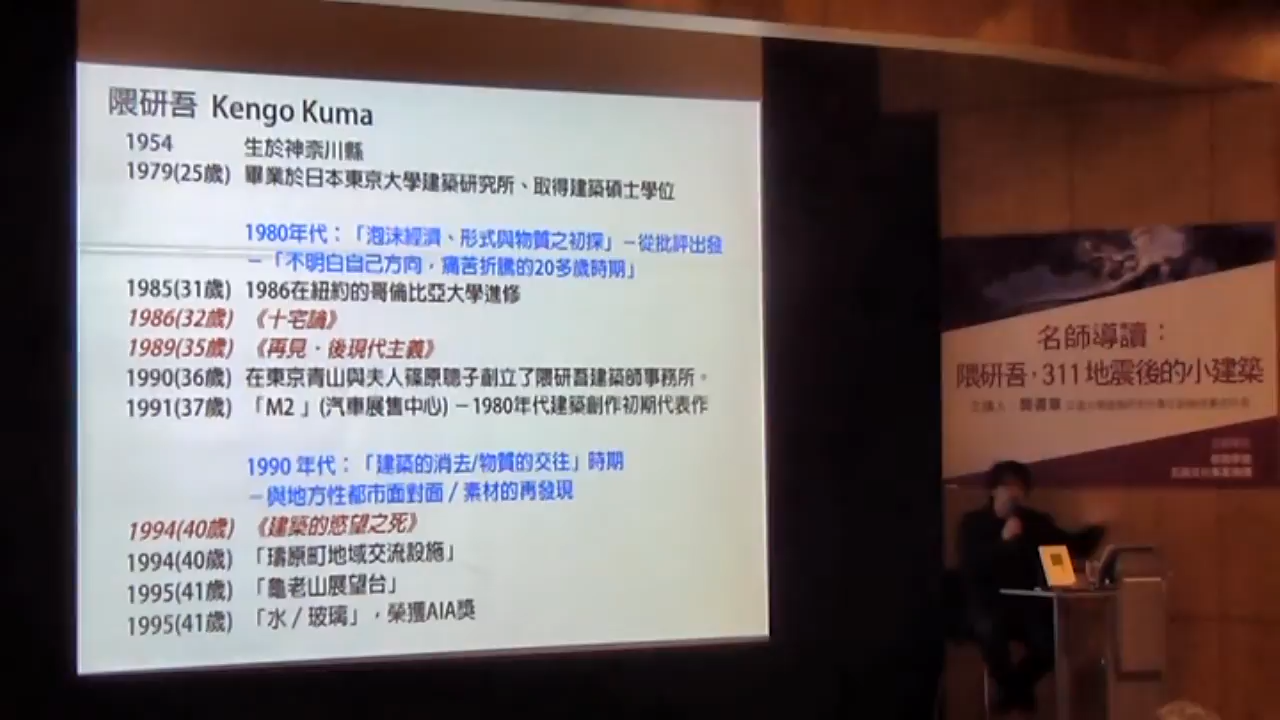 隈研吾 Kengo Kuma
1954 生於神奈川縣
1979(25歲) 畢業於日本東京大學建築研究所、取得建築碩士學位
1980年代：「泡沫經濟、形式與物質之初探」－從批評出發
－「不明白自己方向，痛苦折騰的20多歲時期」
1985(31歲) 1986在紐約的哥倫比亞大學進修
1986(32歲) 《十宅論》
1989(35歲) 《再見．後現代主義》
1990(36歲) 在東京青山與夫人篠原聰子創立了隈研吾建築師事務所。
1991(37歲) 「M2」(汽車展售中心)－1980年代建築創作初期代表作
1990 年代：「建築的消去/物質的交往」時期
－與地方性都市面對面 / 素材的再發現
1994(40歲) 《建築的慾望之死》
1994(40歲) 「檮原町地域交流設施」
1995(41歲) 「龜老山展望台」
1995(41歲) 「水 / 玻璃」，榮獲AIA獎
名師導讀：
隈研吾，311地震後的小建築
主講人：